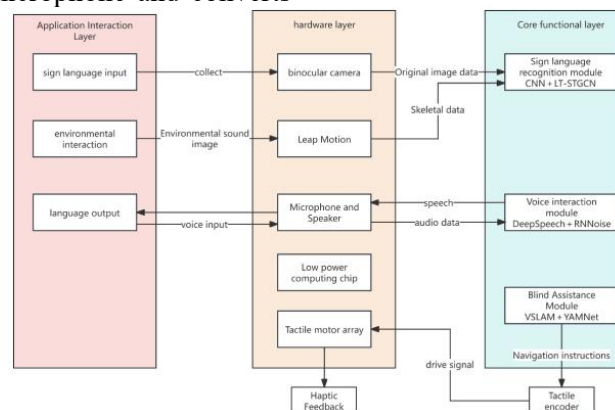 microphone and converts
Application Interaction
Layer
hardware layer
Core functional layer
sign language input
collect
binocular camera
Original image data
Sign language
recognition module
CNN + LT-STGCN
Skeletal data
environmental
interaction
Environmental sound
image
Leap Motion
language output
voice input
Microphone and
Speaker
speech
audio data
Voice interaction
module
DeepSpeech + RNNoise
Low power
computing chip
Blind Assistance
Module
VSLAM + YAMNet
Tactile motor array
Navigation instructions
drive signal
Haptic
Feedback
Tactile
encoder